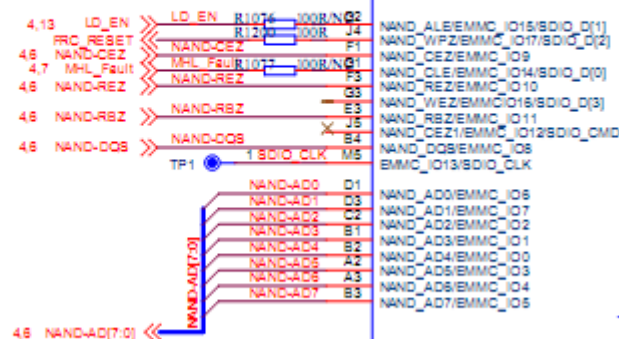 4,13 LD_EN LD_EN R1076 100R/NC G2 NAND_ALE/EMMC_IO15/SDIO_D[1]
PRC_RESET R1200 100R J4 NAND_WPZ/EMMC_IO17/SDIO_D[2]
4,6 NAND-CEZ NAND-CEZ F1 NAND_CEZ/EMMC_IO9
4,7 MHL_Fault MHL_Fault R1077 100R/NC G1 NAND_CLE/EMMC_IO14/SDIO_D[0]
4,6 NAND-REZ NAND-REZ F3 NAND_REZ/EMMC_IO10
G3 NAND_WEZ/EMMCIO16/SDIO_D[3]
4,6 NAND-RBZ NAND-RBZ E3 NAND_RBZ/EMMC_IO11
J5 NAND_CEZ1/EMMC_IO12/SDIO_CMD
4,6 NAND-DQS NAND-DQS B4 NAND_DQS/EMMC_IO8
TP1 1 SDIO_CLK M5 EMMC_IO13/SDIO_CLK
NAND-AD0 D1 NAND_AD0/EMMC_IO6
NAND-AD1 D3 NAND_AD1/EMMC_IO7
NAND-AD2 C2 NAND_AD2/EMMC_IO2
NAND-AD3 B1 NAND_AD3/EMMC_IO1
NAND-AD4 B2 NAND_AD4/EMMC_IO0
NAND-AD5 A2 NAND_AD5/EMMC_IO3
NAND-AD6 A3 NAND_AD6/EMMC_IO4
NAND-AD7 B3 NAND_AD7/EMMC_IO5
NAND-AD[7:0]
4,6 NAND-AD[7:0]